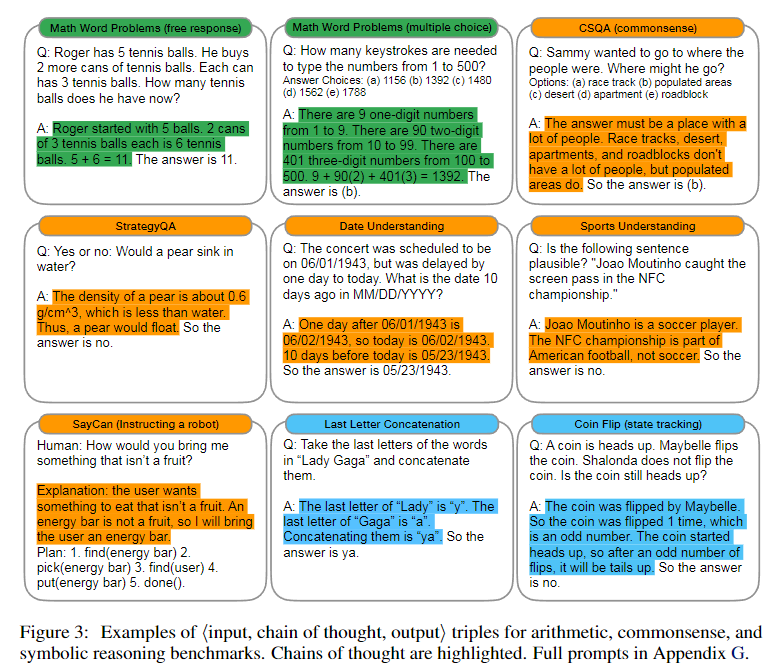 Math Word Problems (free response)
Q: Roger has 5 tennis balls. He buys
2 more cans of tennis balls. Each can
has 3 tennis balls. How many tennis
balls does he have now?
A: Roger started with 5 balls. 2 cans
of 3 tennis balls each is 6 tennis
balls. 5 + 6 = 11. The answer is 11.
Math Word Problems (multiple choice)
Q: How many keystrokes are needed
to type the numbers from 1 to 500?
Answer Choices: (a) 1156 (b) 1392 (c) 1480
(d) 1562 (e) 1788
A: There are 9 one-digit numbers
from 1 to 9. There are 90 two-digit
numbers from 10 to 99. There are
401 three-digit numbers from 100 to
500. 9 + 90(2) + 401(3) = 1392. The
answer is (b).
CSQA (commonsense)
Q: Sammy wanted to go to where the
people were. Where might he go?
Options: (a) race track (b) populated areas
(c) desert (d) apartment (e) roadblock
A: The answer must be a place with a
lot of people. Race tracks, desert,
apartments, and roadblocks don't
have a lot of people, but populated
areas do. So the answer is (b).
StrategyQA
Q: Yes or no: Would a pear sink in
water?
A: The density of a pear is about 0.6
g/cm^3, which is less than water.
Thus, a pear would float. So the
answer is no.
Date Understanding
Q: The concert was scheduled to be
on 06/01/1943, but was delayed by
one day to today. What is the date 10
days ago in MM/DD/YYYY?
A: One day after 06/01/1943 is
06/02/1943, so today is 06/02/1943.
10 days before today is 05/23/1943.
So the answer is 05/23/1943.
Sports Understanding
Q: Is the following sentence
plausible? "Joao Moutinho caught the
screen pass in the NFC
championship."
A: Joao Moutinho is a soccer player.
The NFC championship is part of
American football, not soccer. So the
answer is no.
SayCan (Instructing a robot)
Human: How would you bring me
something that isn't a fruit?
Explanation: the user wants
something to eat that isn't a fruit. An
energy bar is not a fruit, so I will bring
the user an energy bar.
Plan: 1. find(energy bar) 2.
pick(energy bar) 3. find(user) 4.
put(energy bar) 5. done().
Last Letter Concatenation
Q: Take the last letters of the words
in “Lady Gaga” and concatenate
them.
A: The last letter of “Lady” is “y”. The
last letter of “Gaga” is “a”.
Concatenating them is “ya”. So the
answer is ya.
Coin Flip (state tracking)
Q: A coin is heads up. Maybelle flips
the coin. Shalonda does not flip the
coin. Is the coin still heads up?
A: The coin was flipped by Maybelle.
So the coin was flipped 1 time, which
is an odd number. The coin started
heads up, so after an odd number of
flips, it will be tails up. So the answer
is no.
Figure 3: Examples of ⟨input, chain of thought, output⟩ triples for arithmetic, commonsense, and
symbolic reasoning benchmarks. Chains of thought are highlighted. Full prompts in Appendix G.